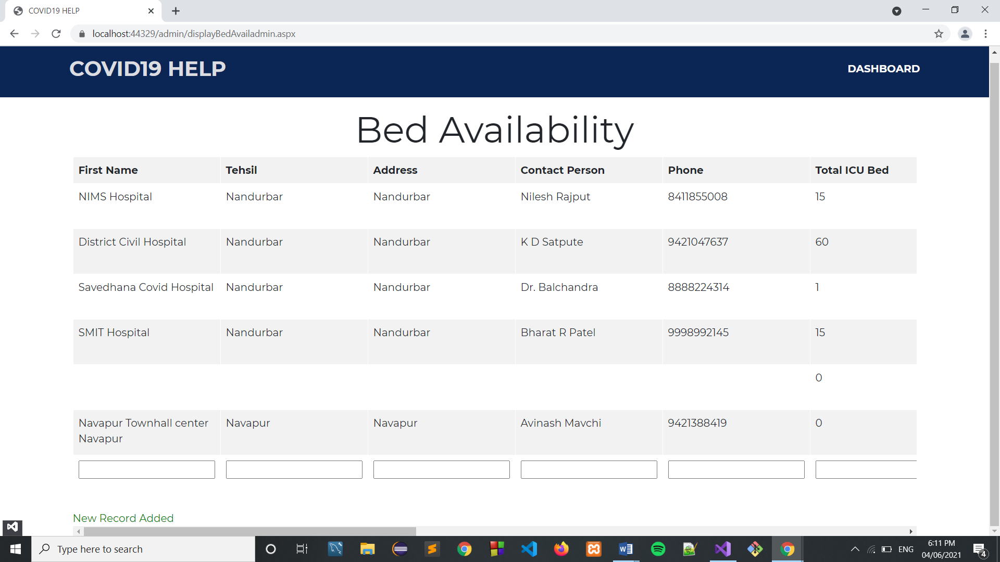 COVID19 HELP
localhost:44329/admin/displayBedAvailadmin.aspx
COVID19 HELP
DASHBOARD
Bed Availability
First Name Tehsil Address Contact Person Phone Total ICU Bed
NIMS Hospital Nandurbar Nandurbar Nilesh Rajput 8411855008 15
District Civil Hospital Nandurbar Nandurbar K D Satpute 9421047637 60
Savedhana Covid Hospital Nandurbar Nandurbar Dr. Balchandra 8888224314 1
SMIT Hospital Nandurbar Nandurbar Bharat R Patel 9998992145 15
0
Navapur Townhall center Navapur Navapur Avinash Mavchi 9421388419 0
Navapur
New Record Added
Type here to search
ENG
6:11 PM
04/06/2021
4